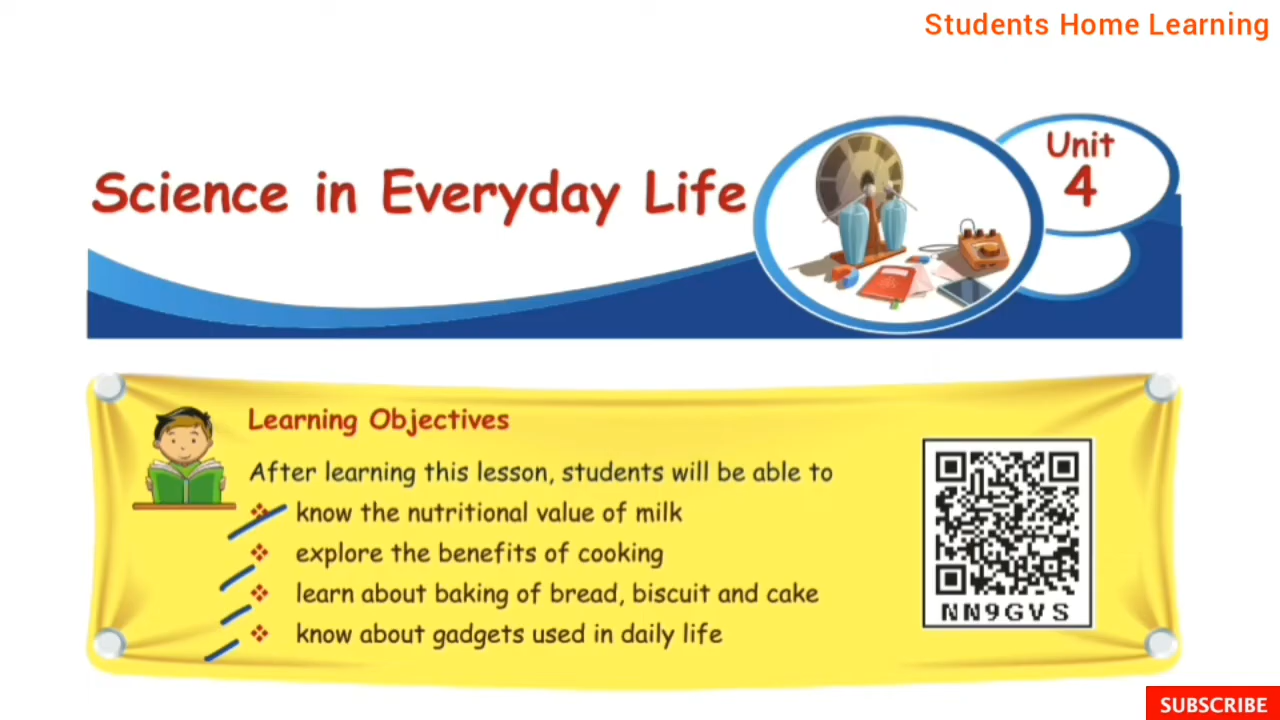 Students Home Learning
Unit
4
Science in Everyday Life
Learning Objectives
After learning this lesson, students will be able to
❖ know the nutritional value of milk
❖ explore the benefits of cooking
❖ learn about baking of bread, biscuit and cake
❖ know about gadgets used in daily life
NN9GVS
SUBSCRIBE